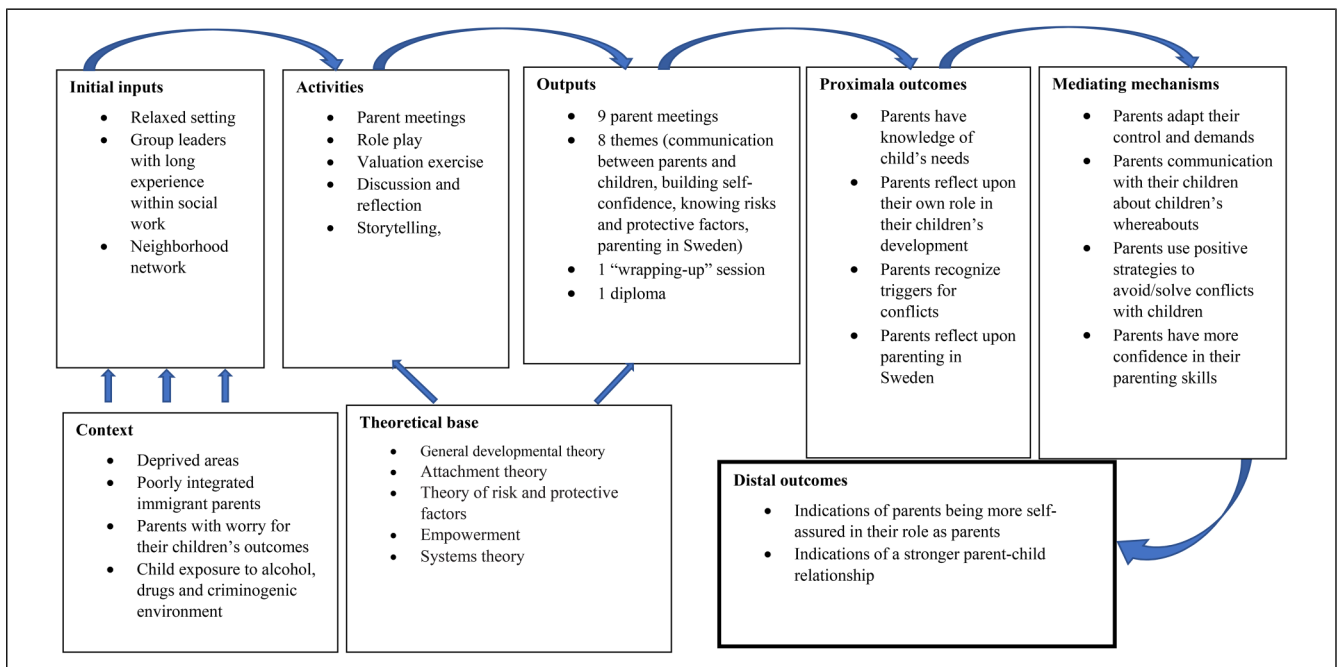 Initial inputs
• Relaxed setting
• Group leaders
with long
experience
within social
work
• Neighborhood
network
Activities
• Parent meetings
• Role play
• Valuation exercise
• Discussion and
reflection
• Storytelling,
Outputs
• 9 parent meetings
• 8 themes (communication
between parents and
children, building self-
confidence, knowing risks
and protective factors,
parenting in Sweden)
• 1 “wrapping-up” session
• 1 diploma
Proximala outcomes
• Parents have
knowledge of
child’s needs
• Parents reflect upon
their own role in
their children’s
development
• Parents recognize
triggers for
conflicts
• Parents reflect upon
parenting in
Sweden
Mediating mechanisms
• Parents adapt their
control and demands
• Parents communication
with their children
about children’s
whereabouts
• Parents use positive
strategies to
avoid/solve conflicts
with children
• Parents have more
confidence in their
parenting skills
Context
• Deprived areas
• Poorly integrated
immigrant parents
• Parents with worry for
their children’s outcomes
• Child exposure to alcohol,
drugs and criminogenic
environment
Theoretical base
• General developmental theory
• Attachment theory
• Theory of risk and protective
factors
• Empowerment
• Systems theory
Distal outcomes
• Indications of parents being more self-
assured in their role as parents
• Indications of a stronger parent-child
relationship